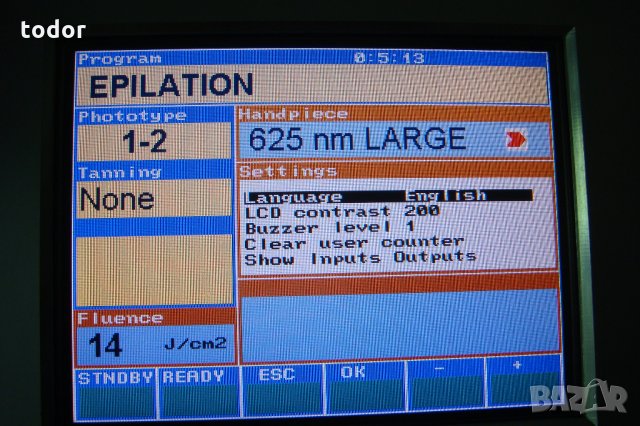 todor
Program 0:5:13
EPILATION
Phototype
1-2
Tanning
None
Handpiece
625 nm LARGE
Settings
Language English
LCD contrast 200
Buzzer level 1
Clear user counter
Show Inputs Outputs
Fluence
14 J/cm2
STNDBY READY ESC OK - +
BAZAR